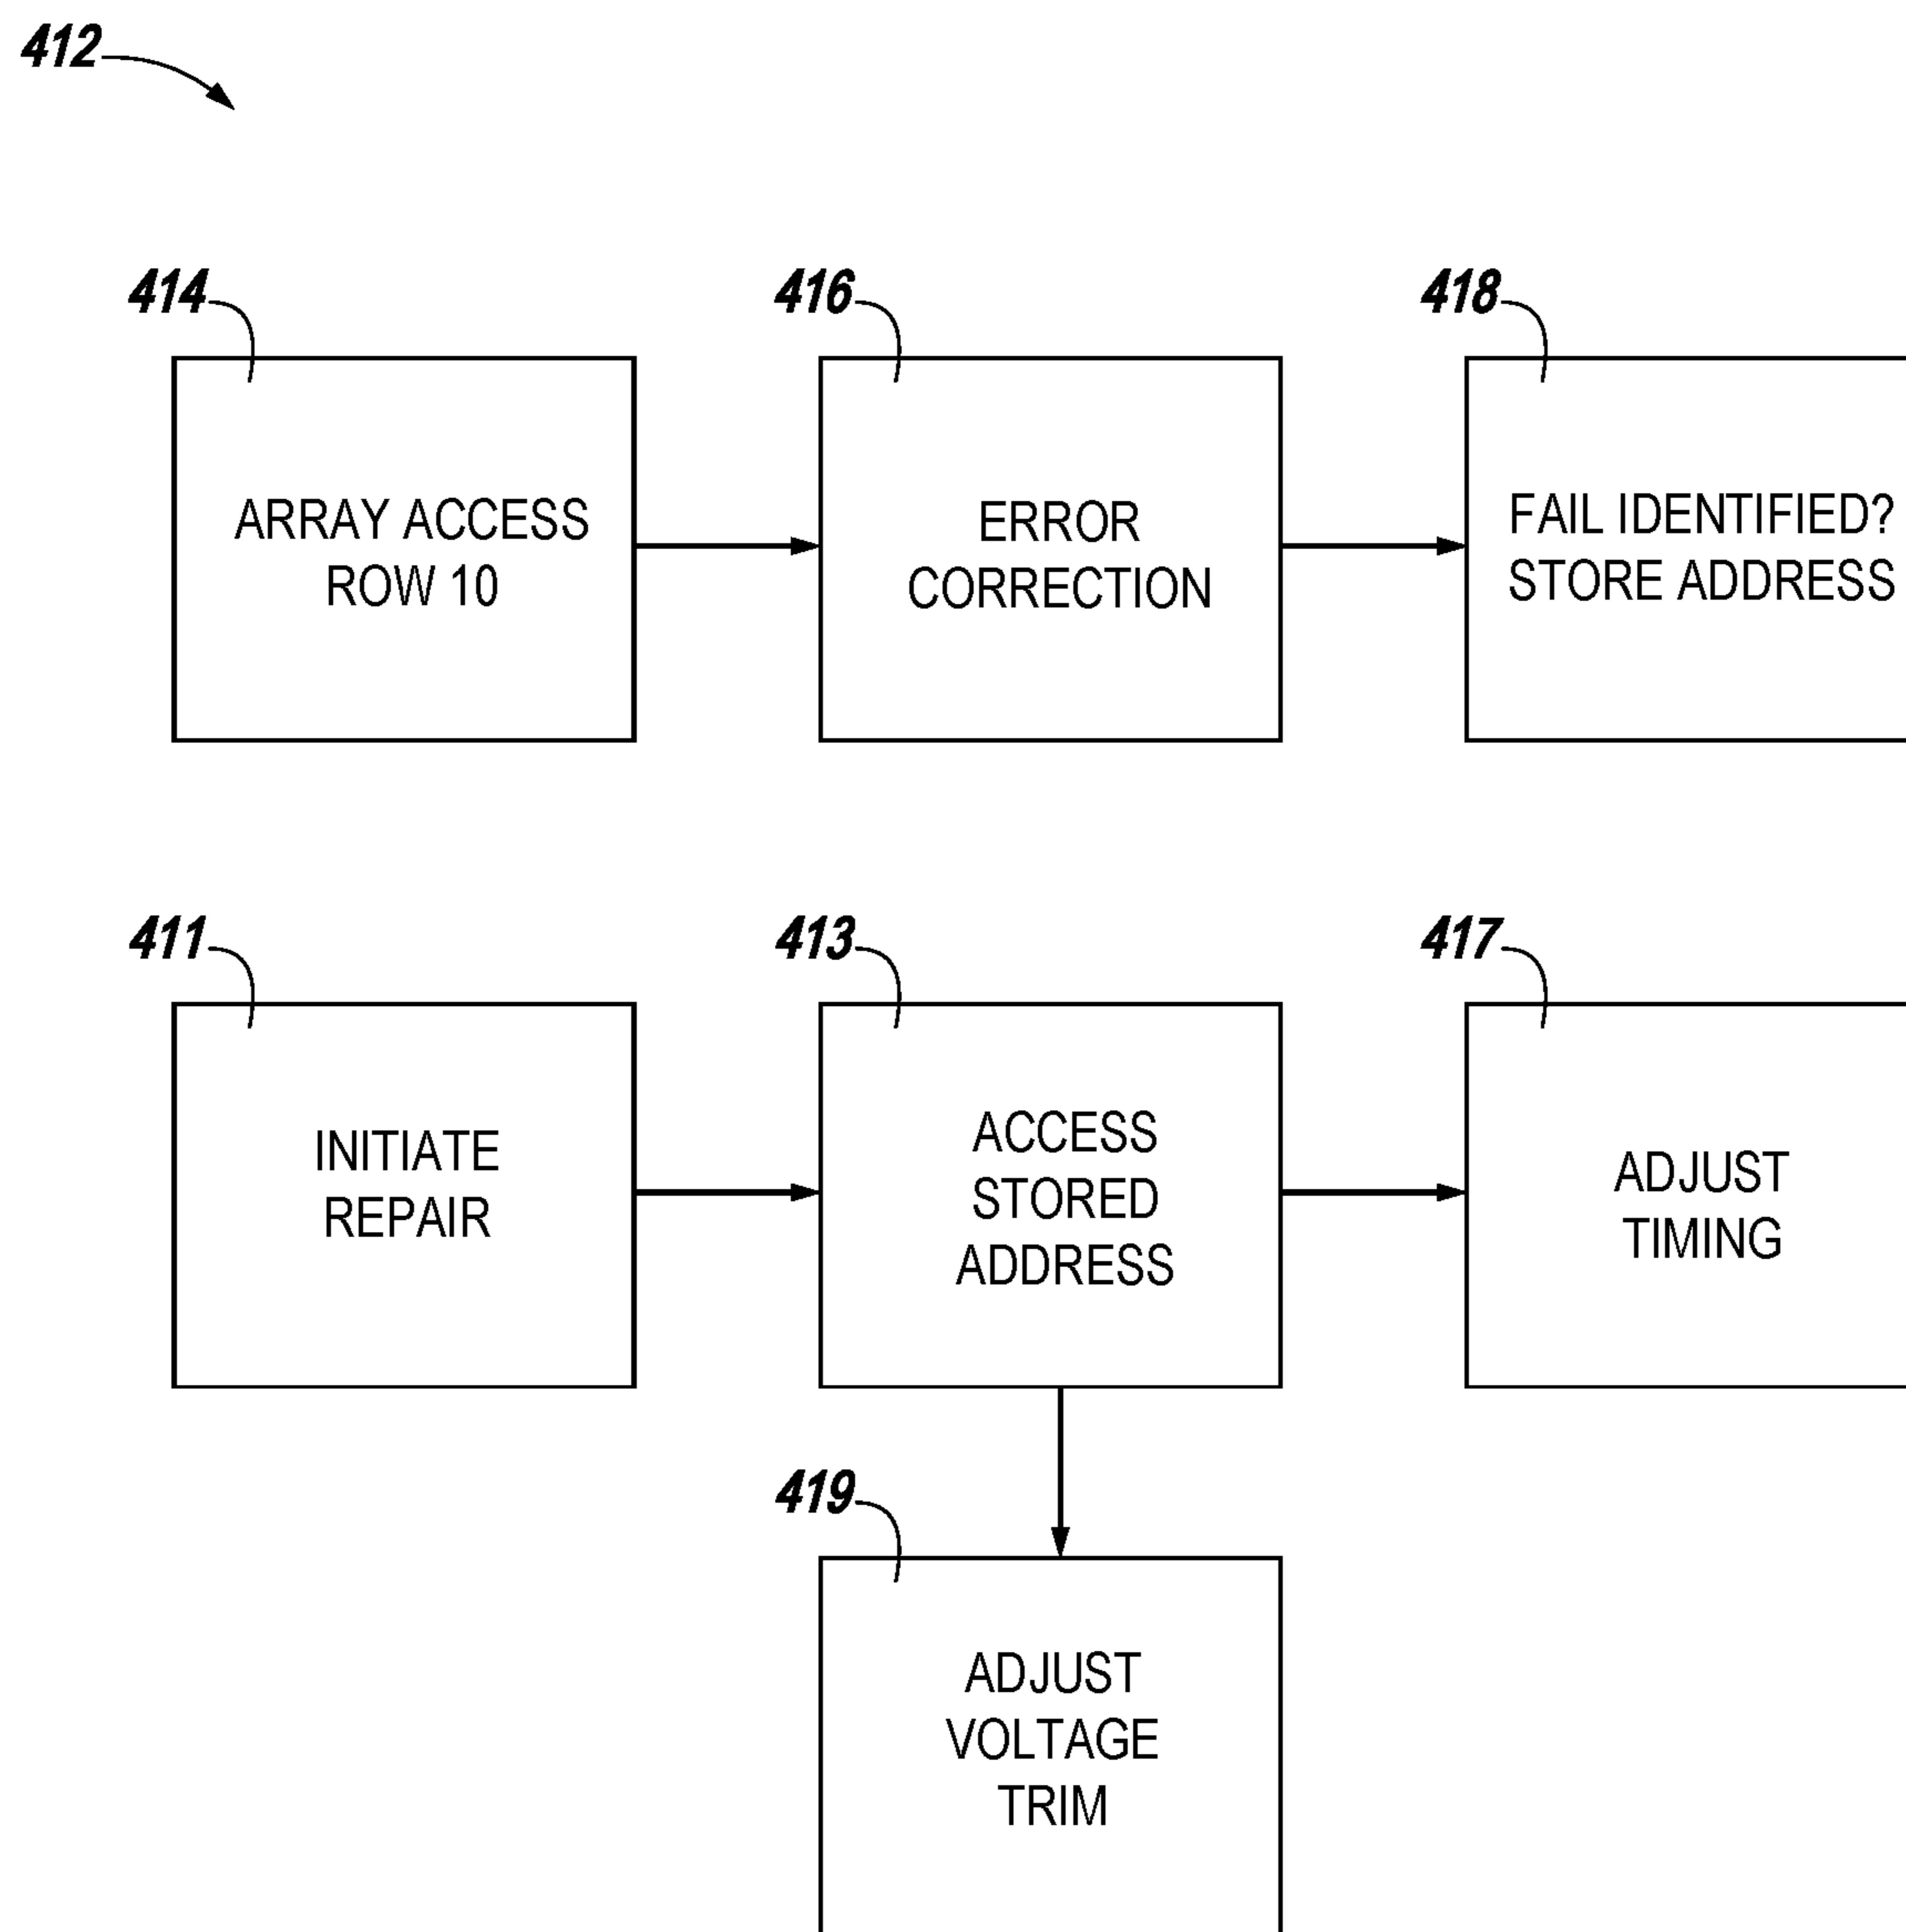 412
414
416
418
ARRAY ACCESS
ROW 10
ERROR
CORRECTION
FAIL IDENTIFIED?
STORE ADDRESS
411
413
417
INITIATE
REPAIR
ACCESS
STORED
ADDRESS
ADJUST
TIMING
419
ADJUST
VOLTAGE
TRIM